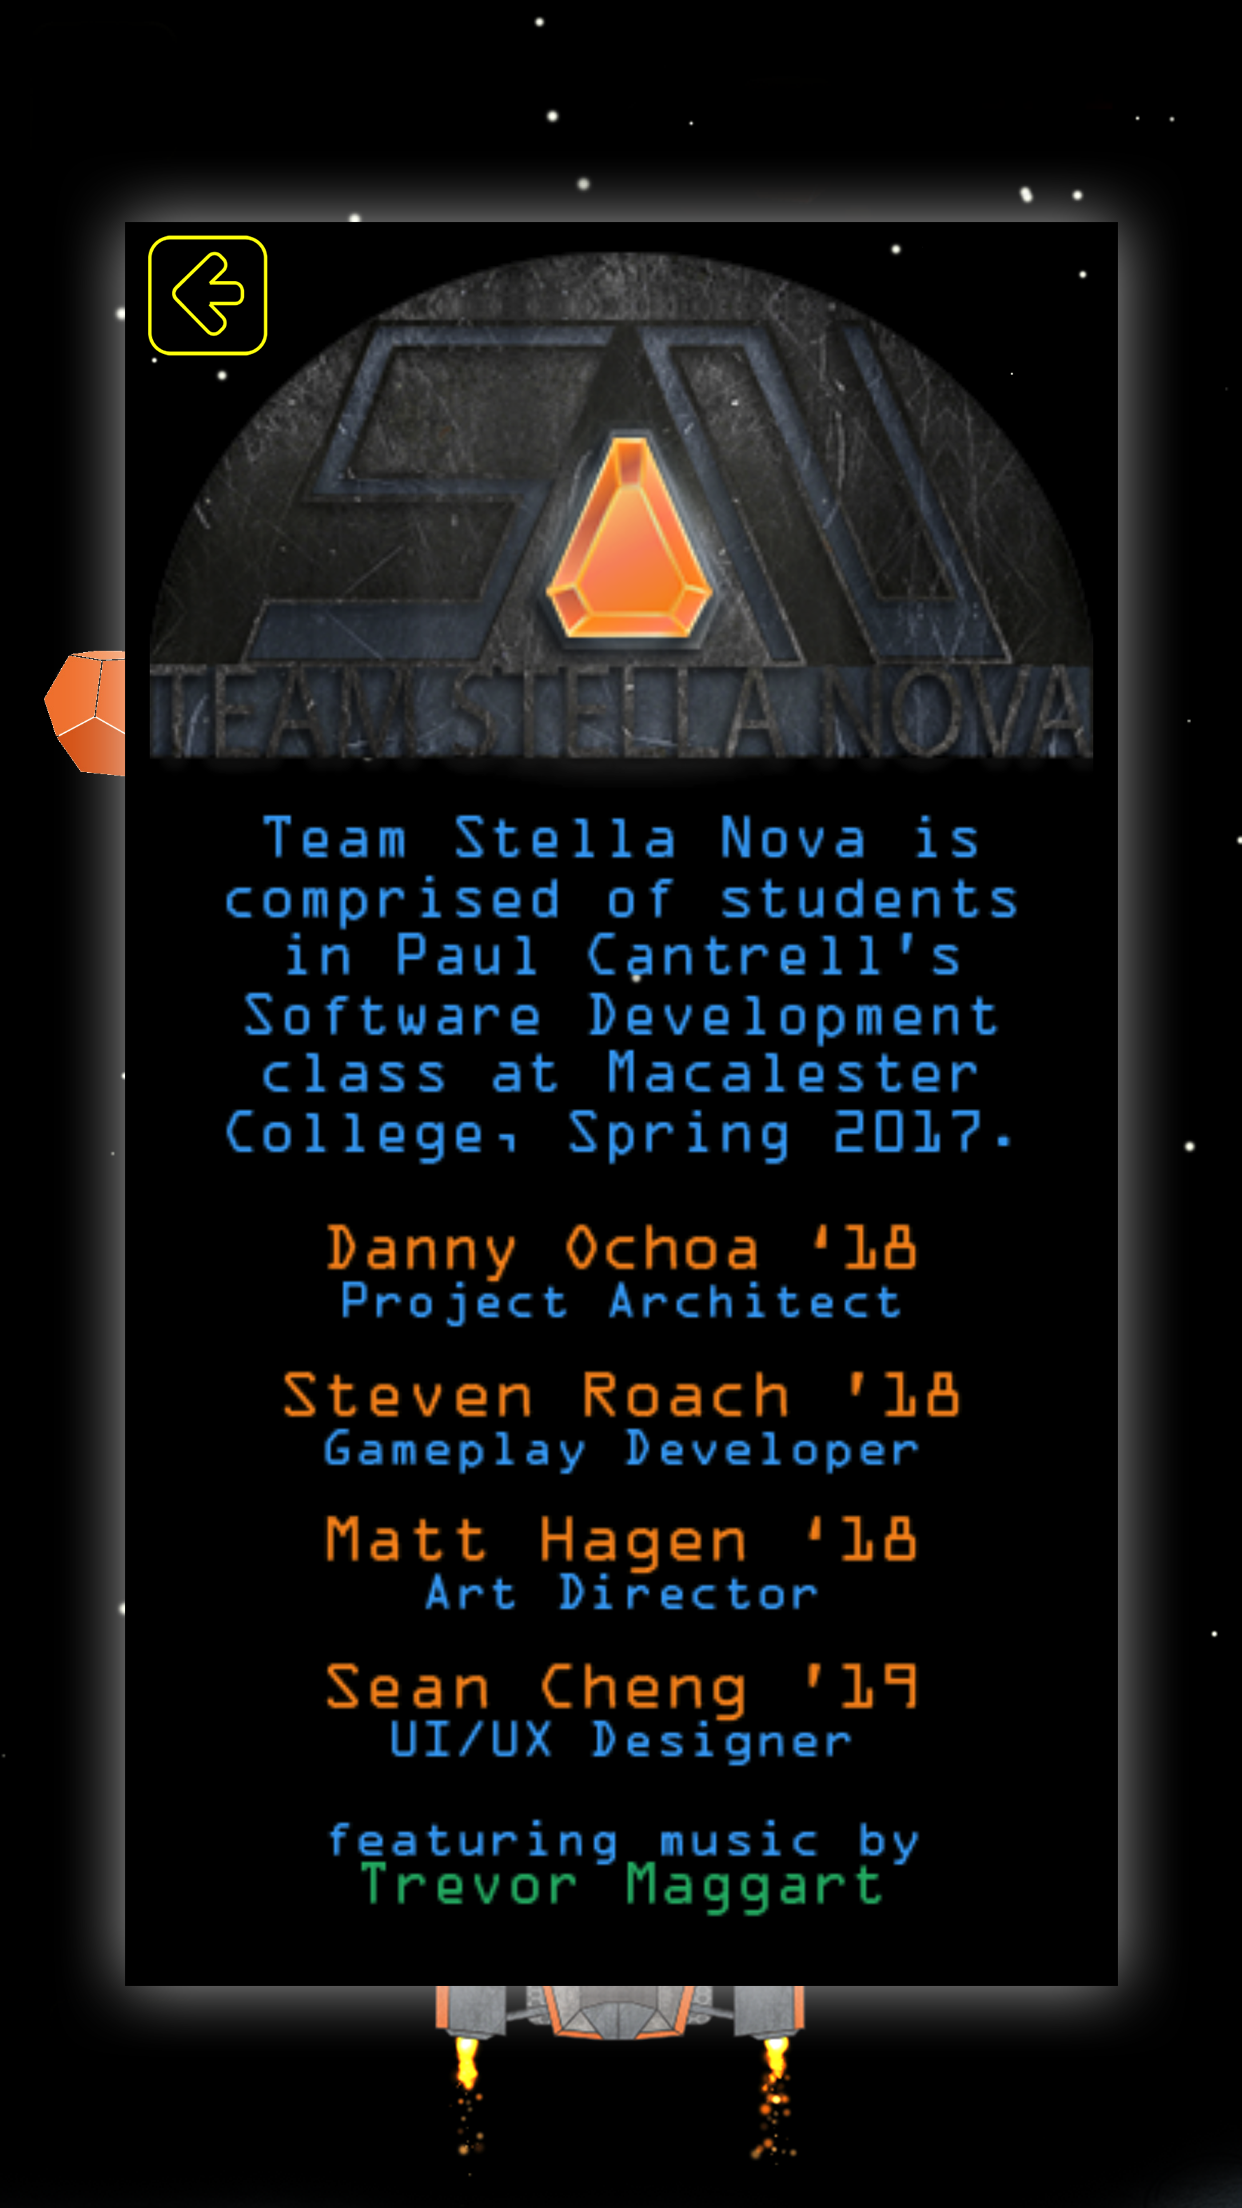 SN
TEAM STELLA NOVA
Team Stella Nova is
comprised of students
in Paul Cantrell's
Software Development
class at Macalester
College, Spring 2017.
Danny Ochoa ‘18
Project Architect
Steven Roach '18
Gameplay Developer
Matt Hagen ‘18
Art Director
Sean Cheng '19
UI/UX Designer
featuring music by
Trevor Maggart